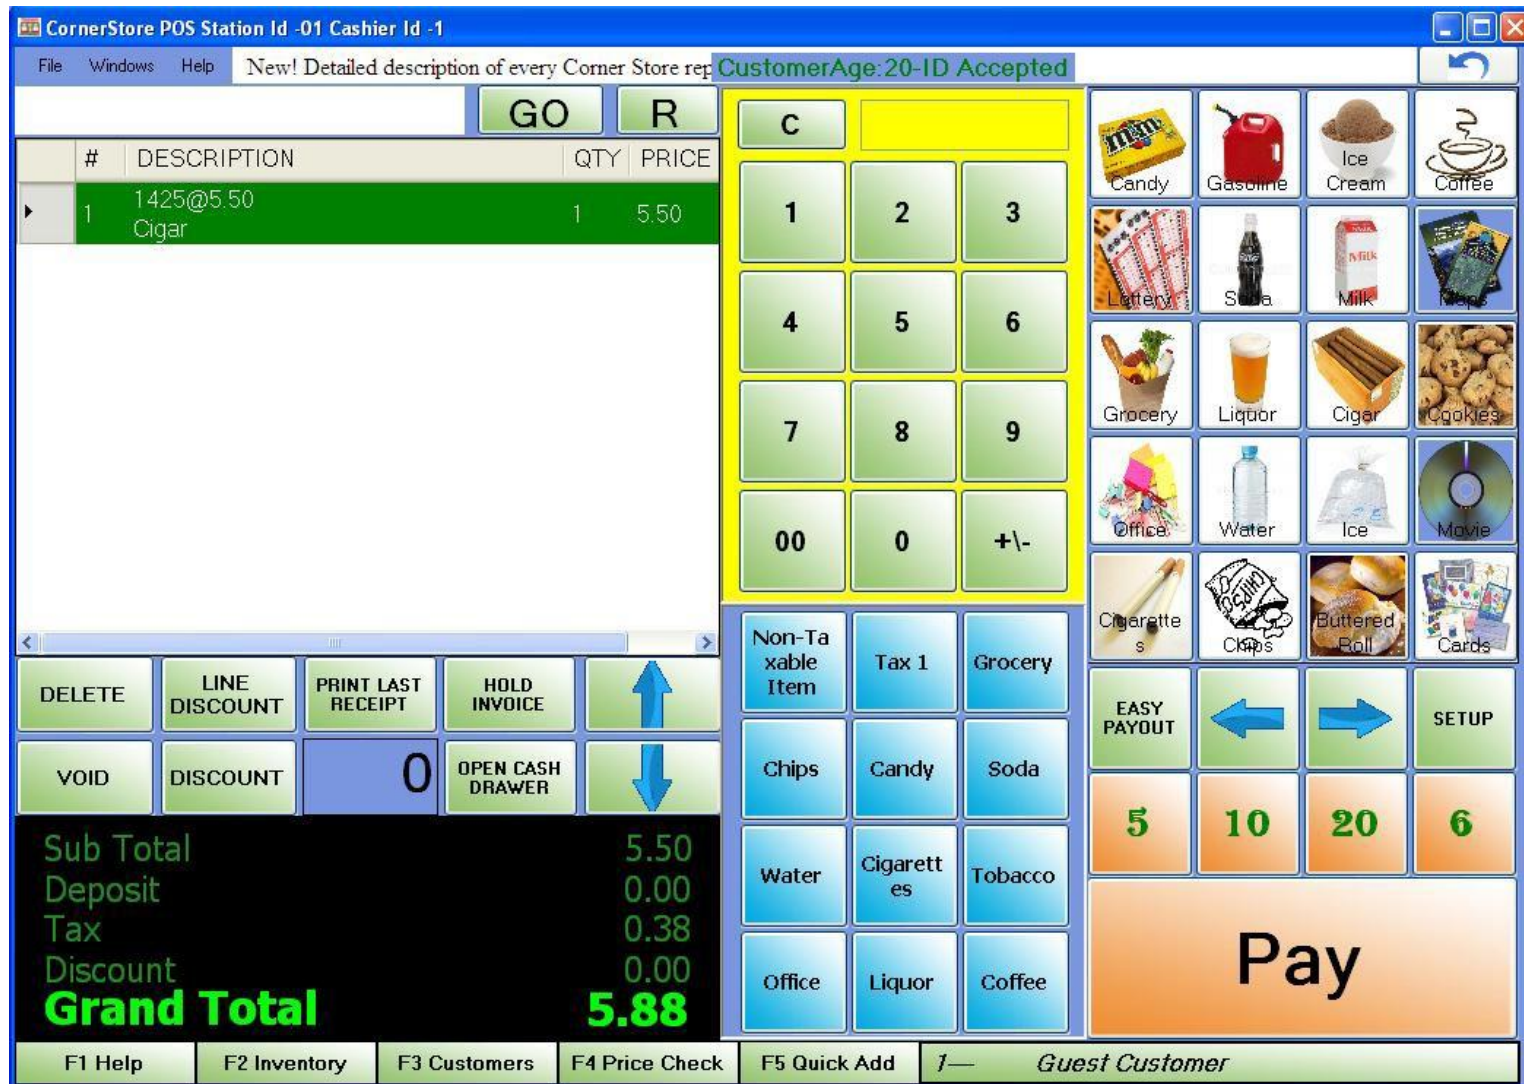 CornerStore POS Station Id -01 Cashier Id -1
File Windows Help New! Detailed description of every Corner Store rep CustomerAge:20-ID Accepted
GO R
# DESCRIPTION QTY PRICE
1 1425@5.50 1 5.50
Cigar
C
1 2 3
4 5 6
7 8 9
00 0 +\-
Candy Gasoline Ice Cream Coffee
Lottery Soda Milk Maps
Grocery Liquor Cigar Cookies
Office Water Ice Movie
Cigarette
s
Chips Buttered
Roll
Cards
DELETE LINE
DISCOUNT
PRINT LAST
RECEIPT
HOLD
INVOICE
VOID DISCOUNT 0 OPEN CASH
DRAWER
Non-Ta
xable
Item
Tax 1 Grocery
Chips Candy Soda
Water Cigarett
es
Tobacco
Office Liquor Coffee
EASY
PAYOUT
SETUP
5 10 20 6
Pay
Sub Total 5.50
Deposit 0.00
Tax 0.38
Discount 0.00
Grand Total 5.88
F1 Help F2 Inventory F3 Customers F4 Price Check F5 Quick Add 1— Guest Customer